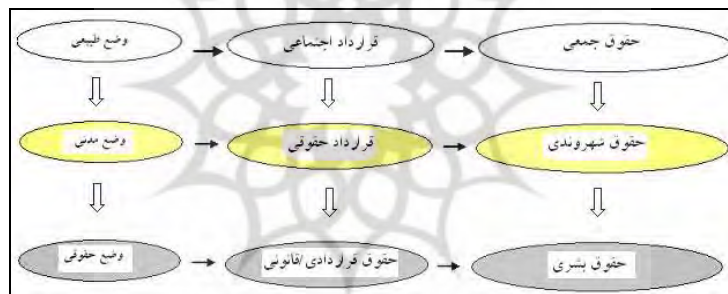 حقوق جمعی
قرارداد اجتماعی
وضع طبیعی
حقوق شهروندی
قرارداد حقوقی
وضع مدنی
حقوق بشری
حقوق قراردادی/قانونی
وضع حقوقی